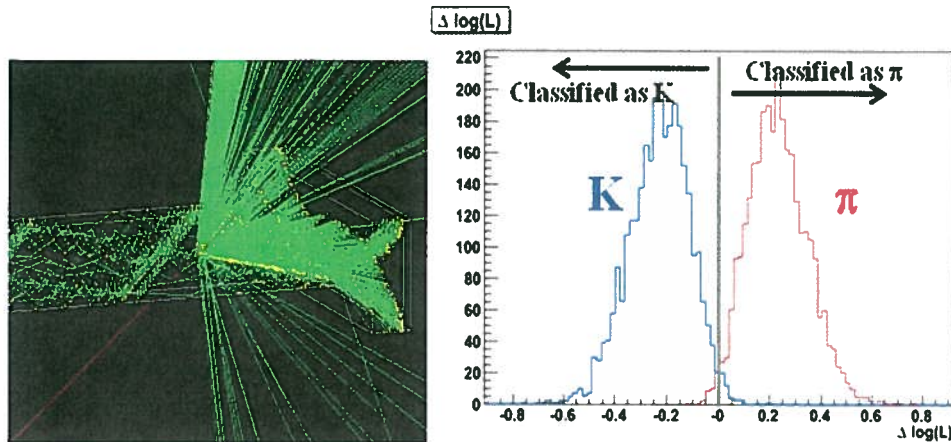 Δ log(L)
Classified as K
Classified as π
K
π
220
200
180
160
140
120
100
80
60
40
20
0
-0.8 -0.6 -0.4 -0.2 -0 0.2 0.4 0.6 0.8
Δ log(L)